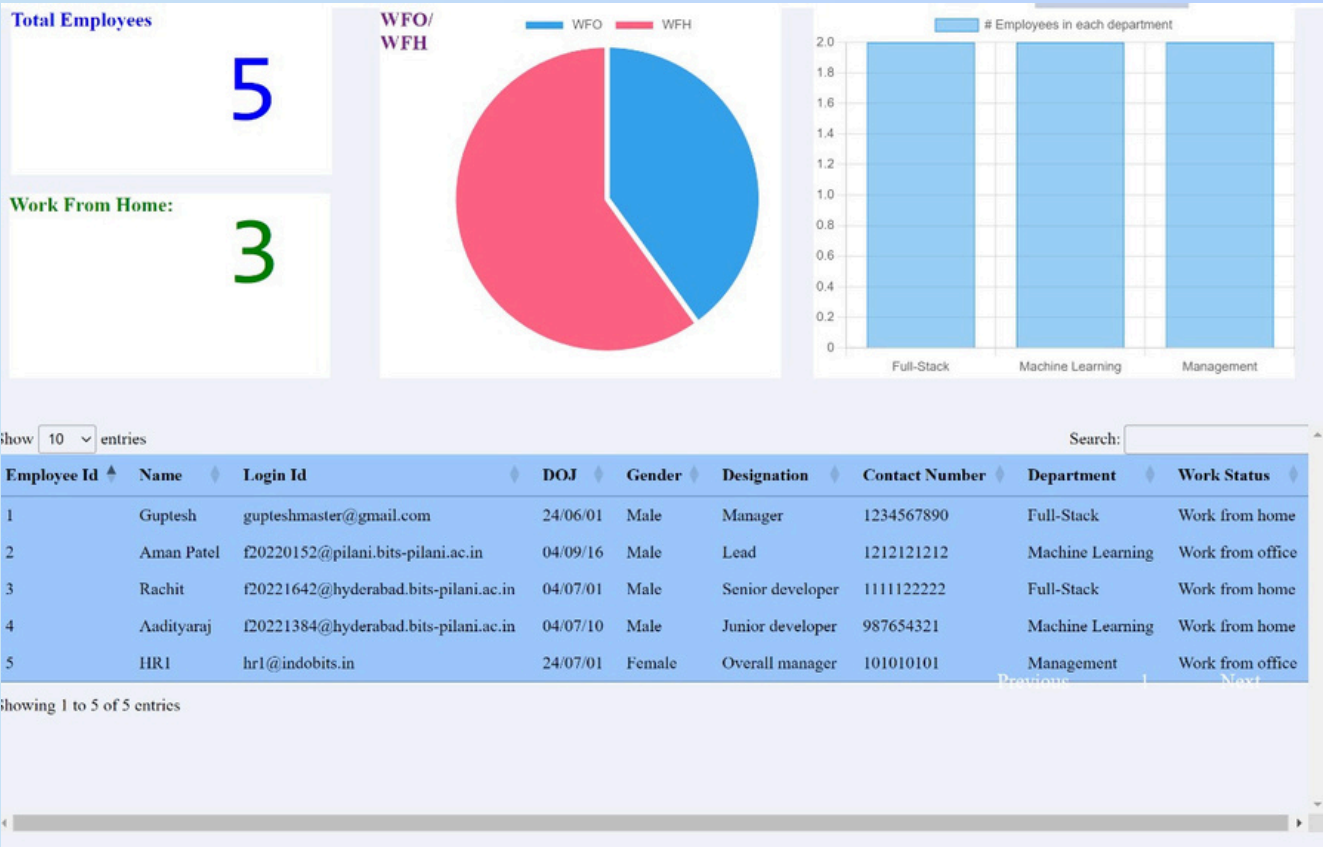 Total Employees
5
Work From Home:
3
WFO/
WFH
WFO WFH
# Employees in each department
2.0
1.8
1.6
1.4
1.2
1.0
0.8
0.6
0.4
0.2
0
Full-Stack Machine Learning Management
Show 10 entries Search:
Employee Id Name Login Id DOJ Gender Designation Contact Number Department Work Status
1 Guptesh gupteshmaster@gmail.com 24/06/01 Male Manager 1234567890 Full-Stack Work from home
2 Aman Patel f20220152@pilani.bits-pilani.ac.in 04/09/16 Male Lead 1212121212 Machine Learning Work from office
3 Rachit f20221642@hyderabad.bits-pilani.ac.in 04/07/01 Male Senior developer 1111122222 Full-Stack Work from home
4 Aadityaraj f20221384@hyderabad.bits-pilani.ac.in 04/07/10 Male Junior developer 987654321 Machine Learning Work from home
5 HR1 hr1@indobits.in 24/07/01 Female Overall manager 101010101 Management Work from office
Previous 1 Next
Showing 1 to 5 of 5 entries